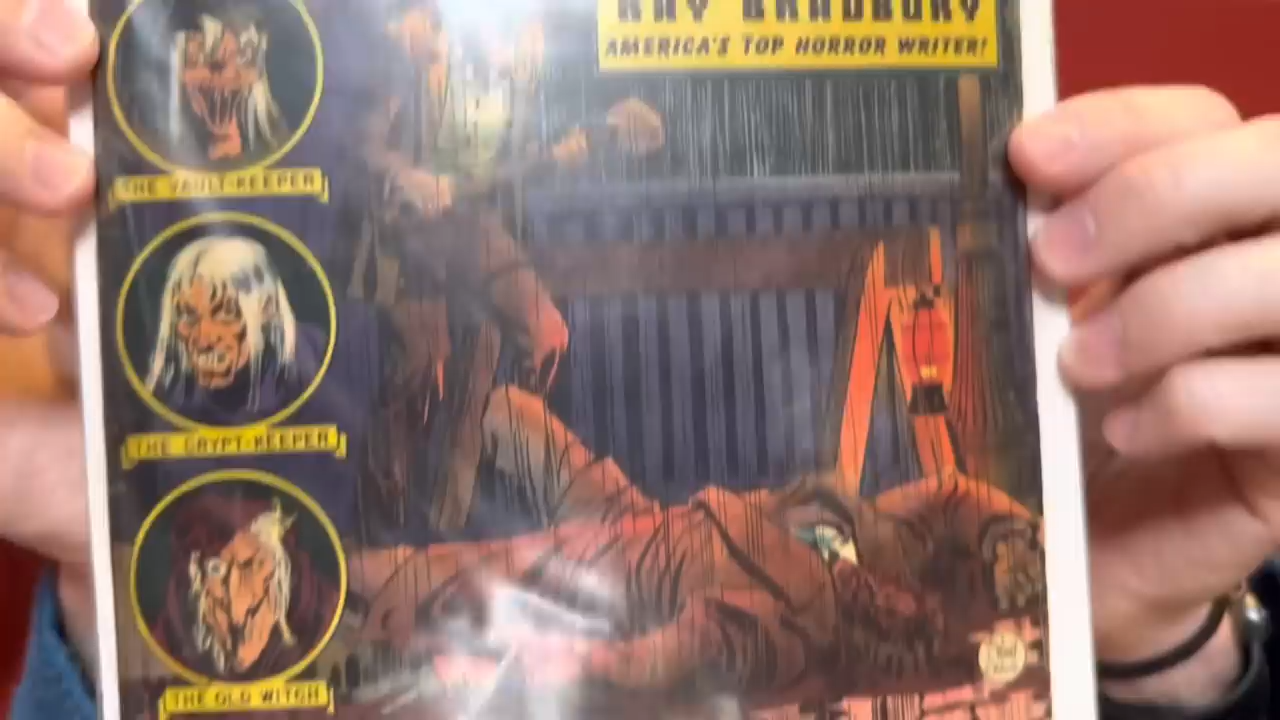 RAY BRADBURY
AMERICA'S TOP HORROR WRITER!
THE VAULT-KEEPER
THE CRYPT-KEEPER
THE OLD WITCH